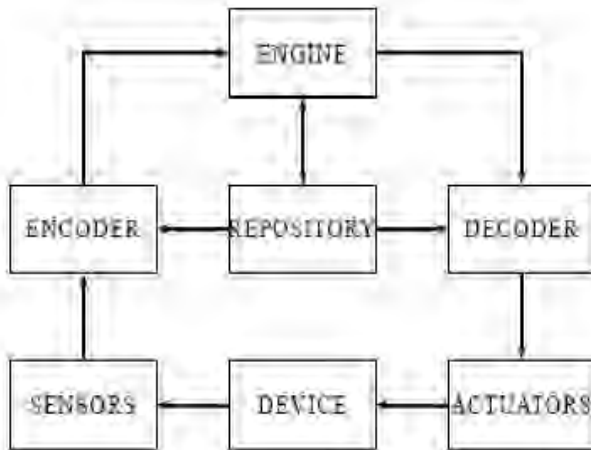 ENGINE
ENCODER
REPOSITORY
DECODER
SENSORS
DEVICE
ACTUATORS